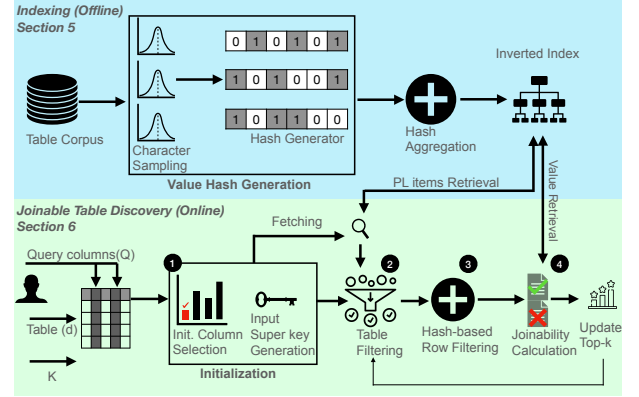 Indexing (Offline)
Section 5
0 1 0 1 0 1
1 0 1 0 0 1
1 0 1 1 0 0
Table Corpus
Character
Sampling
Hash Generator
Value Hash Generation
Hash
Aggregation
Inverted Index
PL items Retrieval
Value Retrieval
Joinable Table Discovery (Online)
Section 6
Fetching
Query columns(Q)
Table (d)
K
1
Init. Column
Selection
Input
Super key
Generation
Initialization
2
Table
Filtering
3
Hash-based
Row Filtering
4
Joinability
Calculation
Update
Top-k